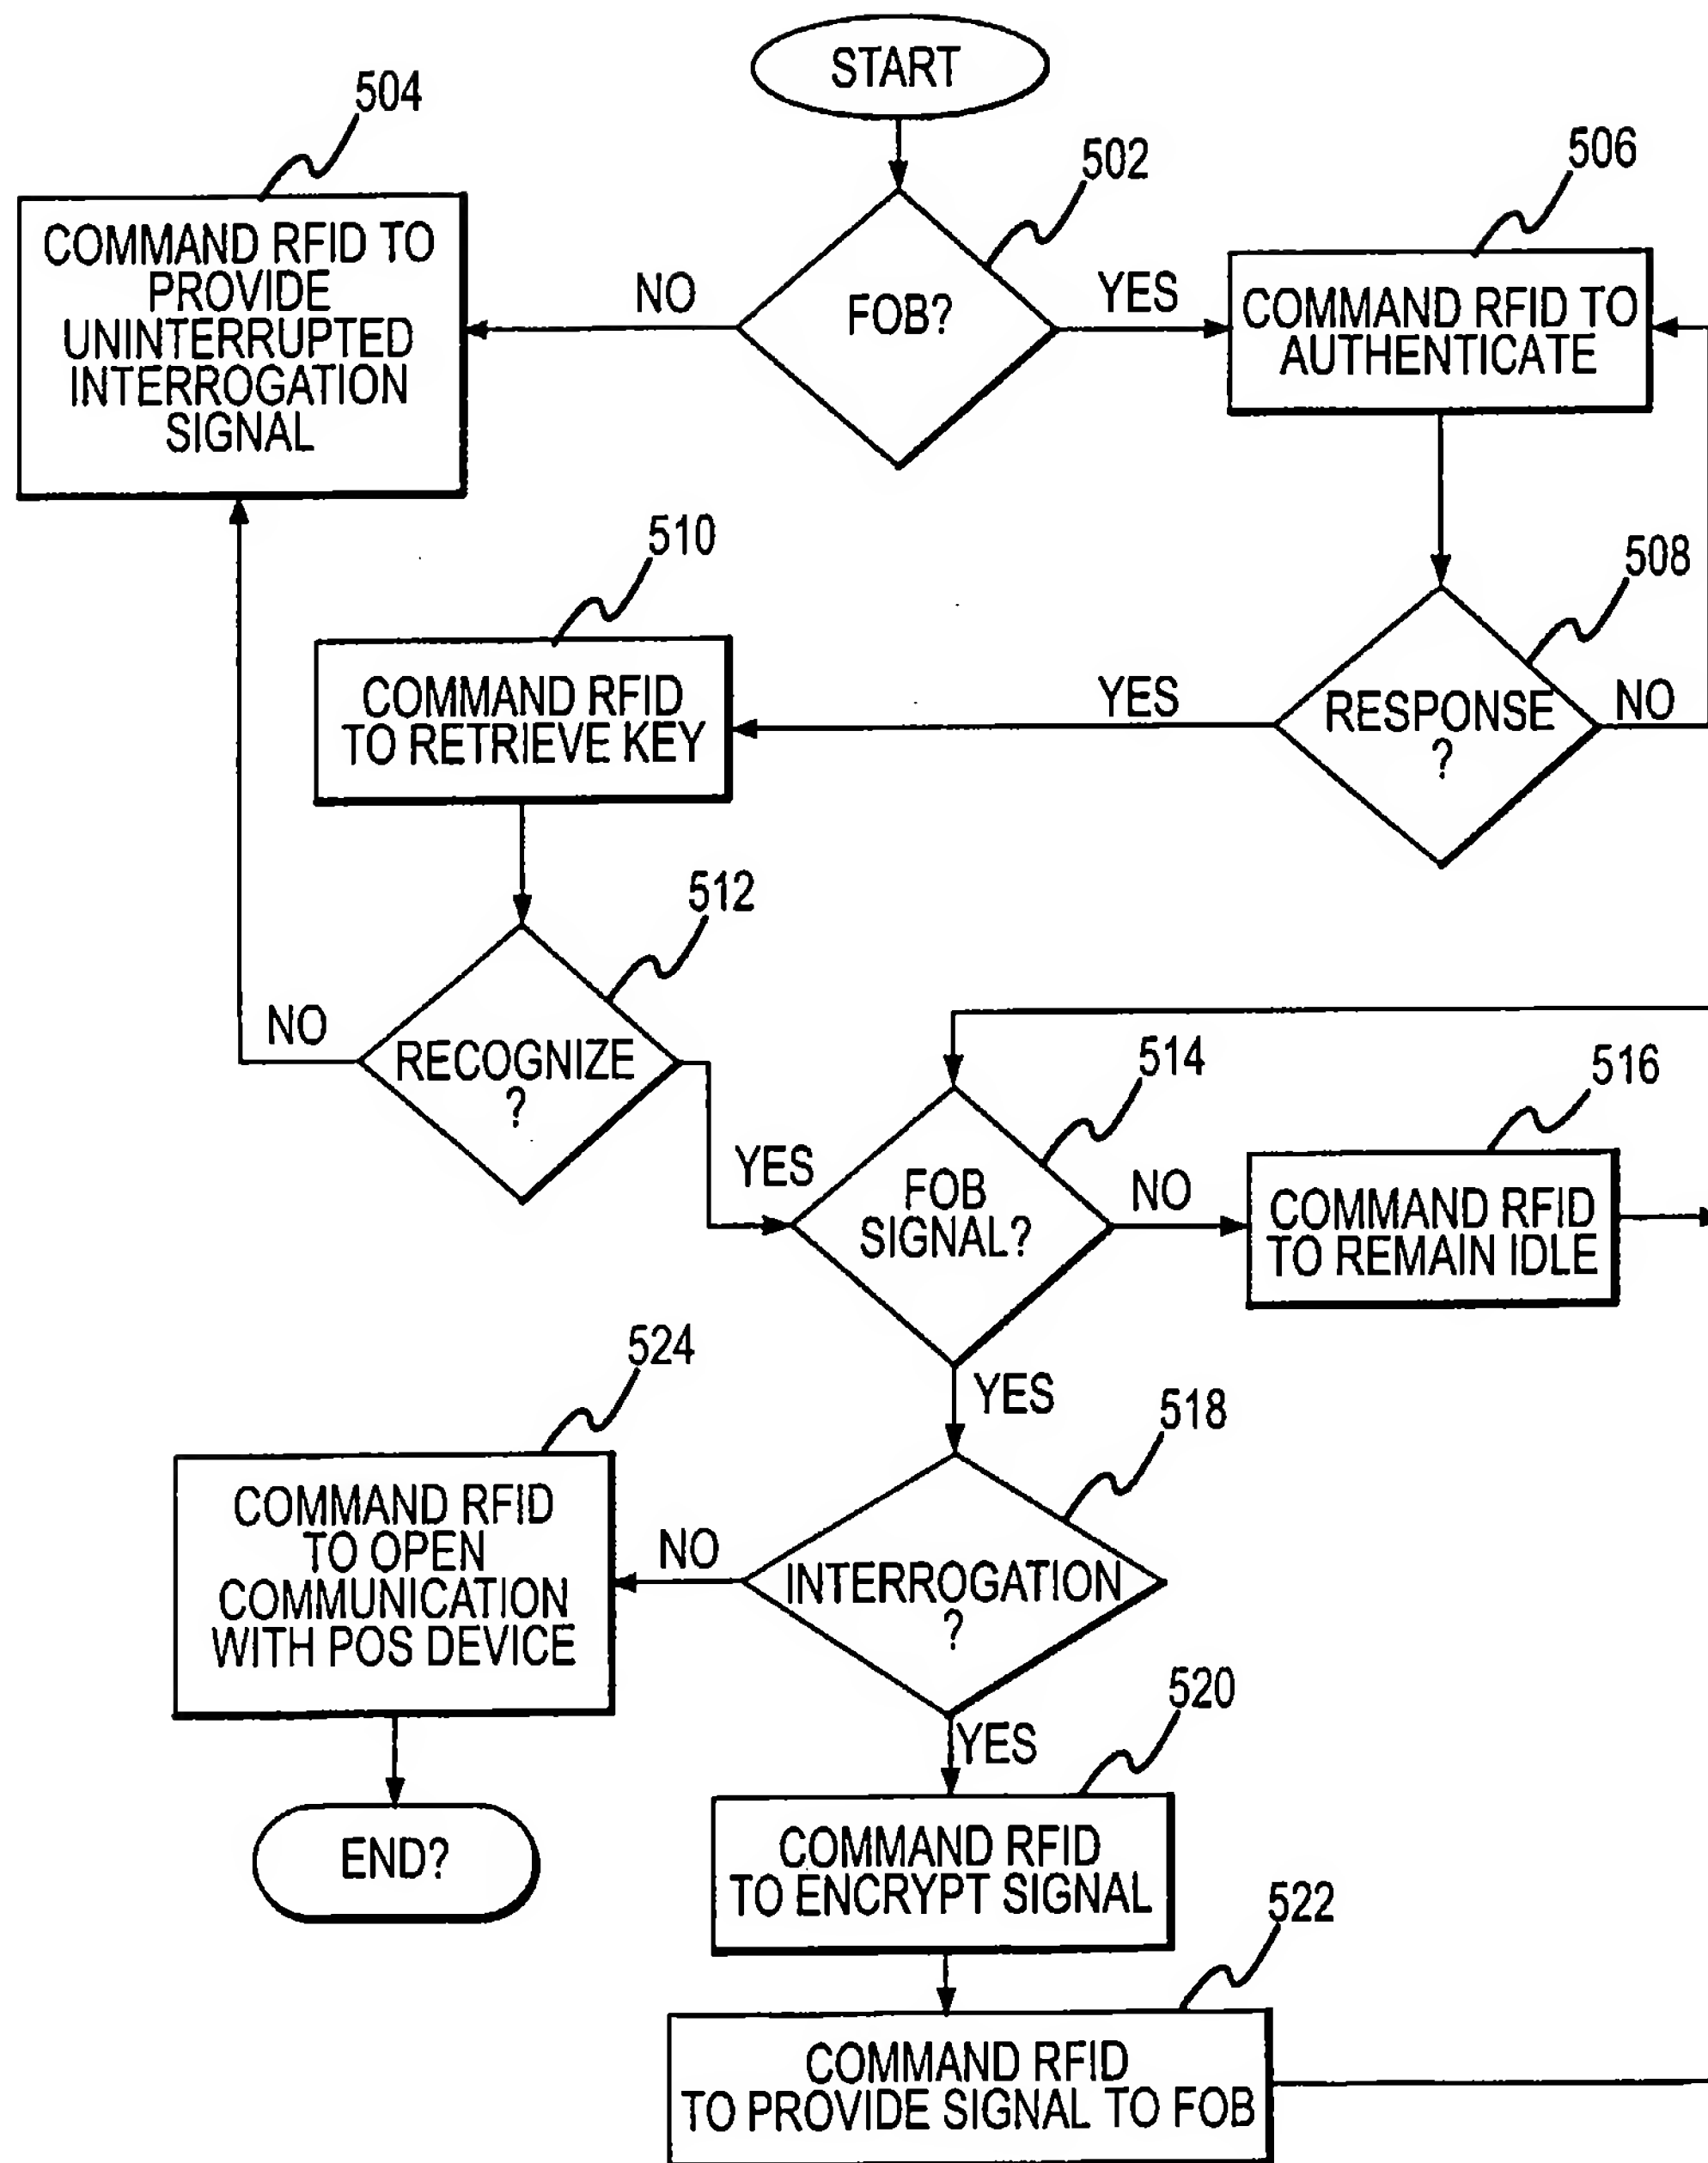 START
504
502
506
COMMAND RFID TO
PROVIDE
UNINTERRUPTED
INTERROGATION
SIGNAL
NO
FOB?
YES
COMMAND RFID TO
AUTHENTICATE
510
508
COMMAND RFID
TO RETRIEVE KEY
YES
RESPONSE
?
NO
512
NO
RECOGNIZE
?
YES
514
516
FOB
SIGNAL?
NO
COMMAND RFID
TO REMAIN IDLE
YES
524
518
COMMAND RFID
TO OPEN
COMMUNICATION
WITH POS DEVICE
NO
INTERROGATION
?
YES
520
END?
COMMAND RFID
TO ENCRYPT SIGNAL
522
COMMAND RFID
TO PROVIDE SIGNAL TO FOB